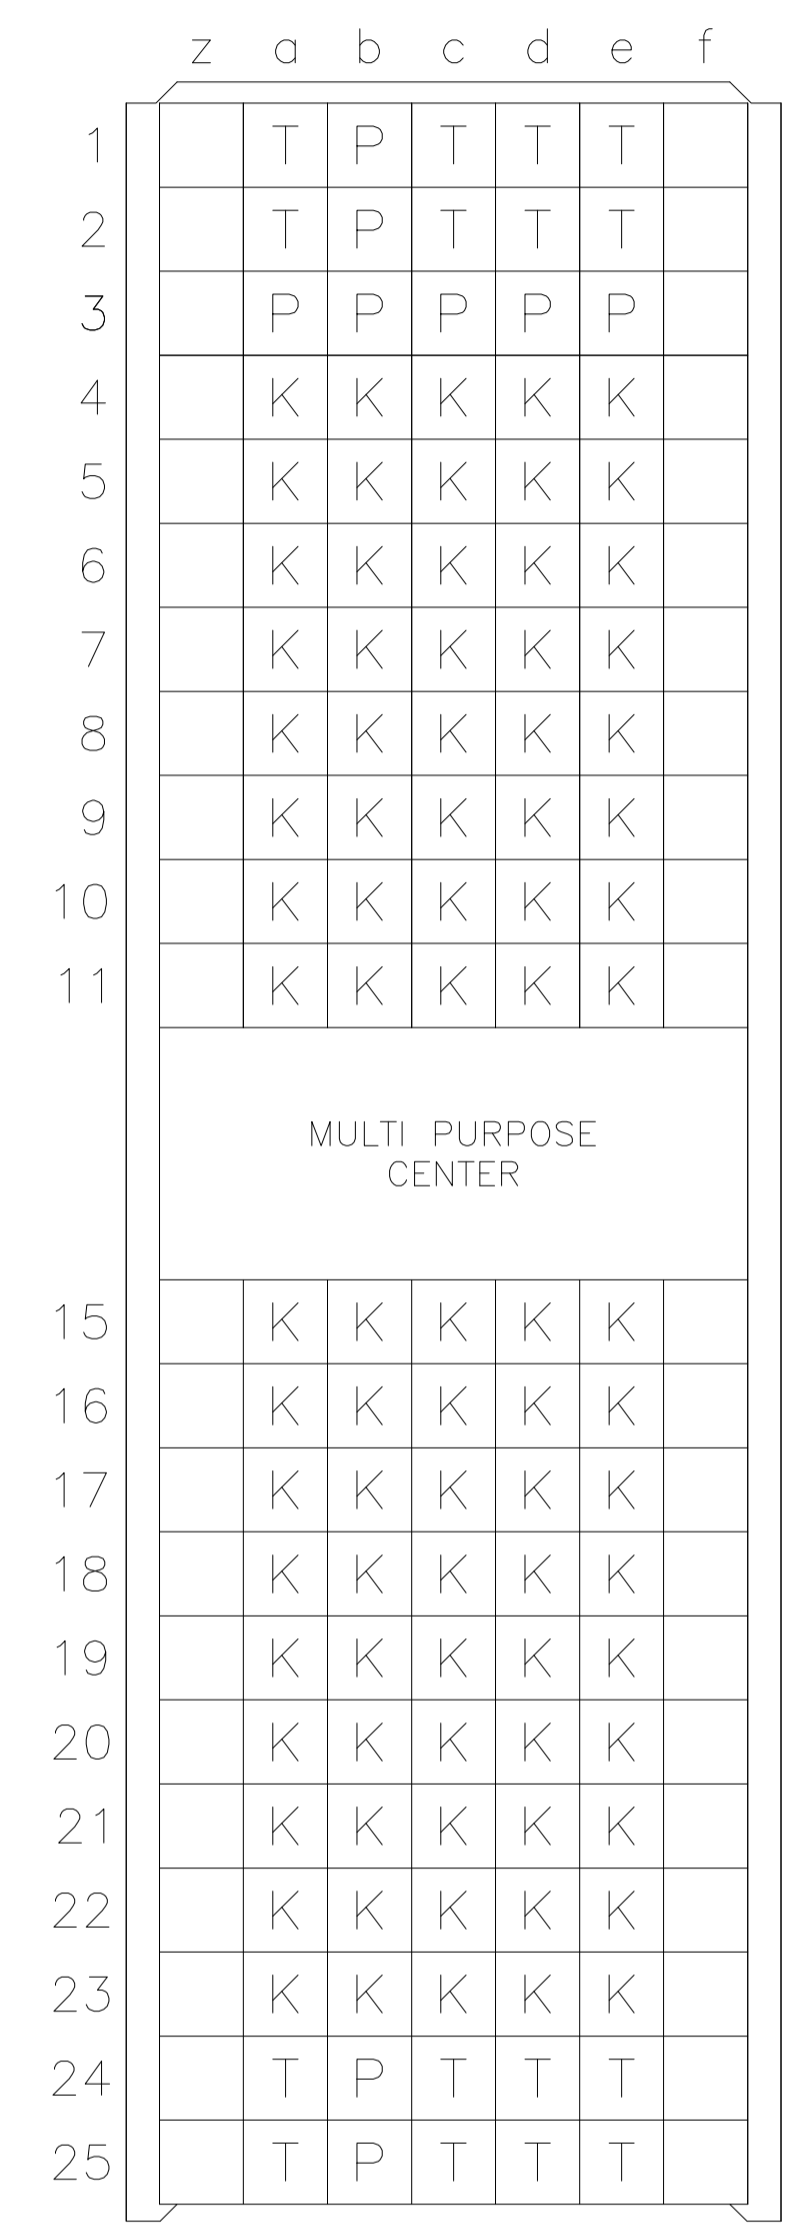 z a b c d e f
1 T P T T T
2 T P T T T
3 P P P P P
4 K K K K K
5 K K K K K
6 K K K K K
7 K K K K K
8 K K K K K
9 K K K K K
10 K K K K K
11 K K K K K
MULTI PURPOSE
CENTER
15 K K K K K
16 K K K K K
17 K K K K K
18 K K K K K
19 K K K K K
20 K K K K K
21 K K K K K
22 K K K K K
23 K K K K K
24 T P T T T
25 T P T T T